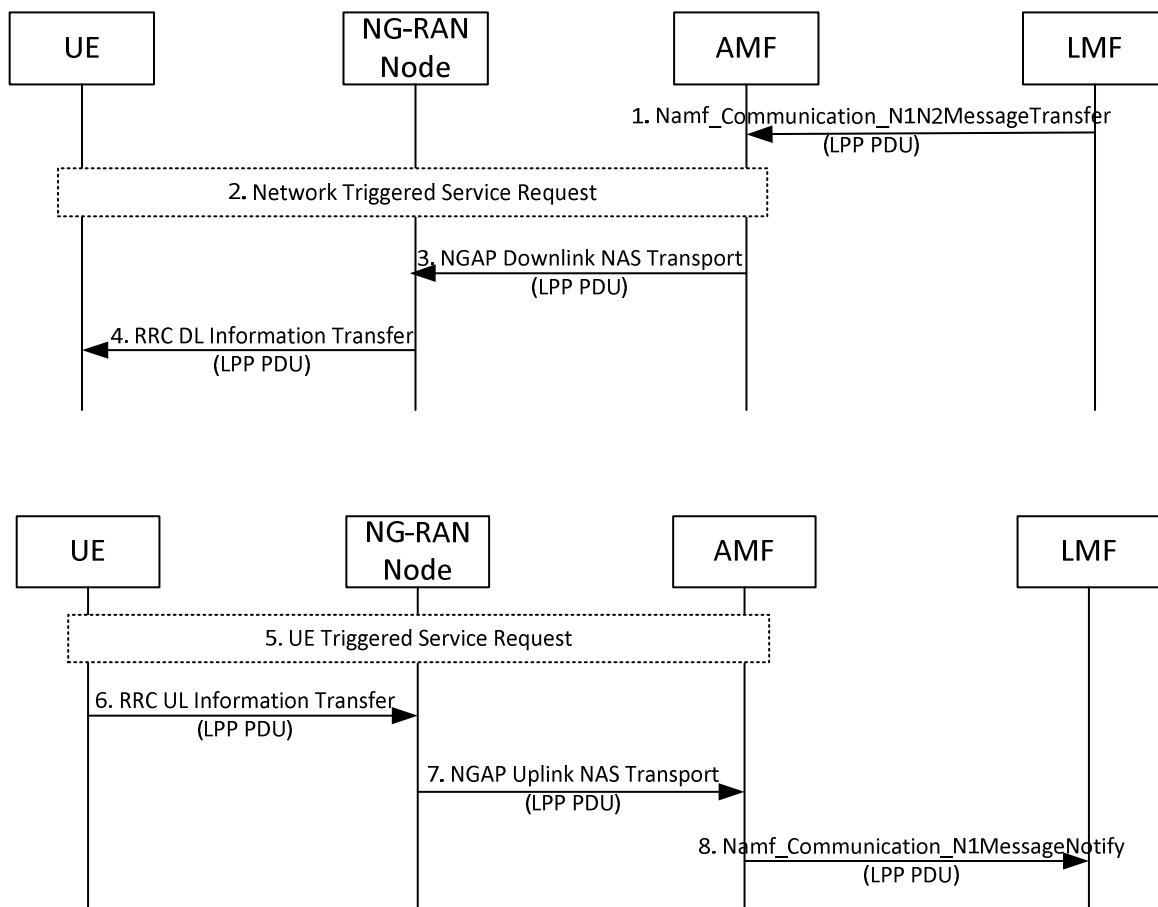 UE
NG-RAN
Node
AMF
LMF
1. Namf_Communication_N1N2MessageTransfer
(LPP PDU)
2. Network Triggered Service Request
3. NGAP Downlink NAS Transport
(LPP PDU)
4. RRC DL Information Transfer
(LPP PDU)
UE
NG-RAN
Node
AMF
LMF
5. UE Triggered Service Request
6. RRC UL Information Transfer
(LPP PDU)
7. NGAP Uplink NAS Transport
(LPP PDU)
8. Namf_Communication_N1MessageNotify
(LPP PDU)